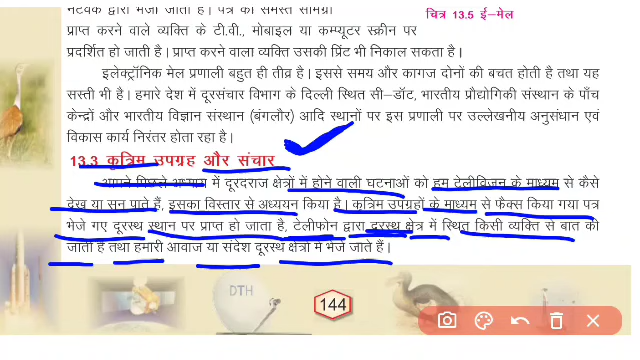 नेटवर्क द्वारा भेजी जाती है। पत्र की समस्त सामग्री
चित्र 13.5 ई-मेल
प्राप्त करने वाले व्यक्ति के टी.वी., मोबाइल या कम्प्यूटर स्क्रीन पर
प्रदर्शित हो जाती है। प्राप्त करने वाला व्यक्ति उसकी प्रिंट भी निकाल सकता है।
इलेक्ट्रॉनिक मेल प्रणाली बहुत ही तीव्र है। इससे समय और कागज दोनों की बचत होती है तथा यह
सस्ती भी है। हमारे देश में दूरसंचार विभाग के दिल्ली स्थित सी–डॉट, भारतीय प्रौद्योगिकी संस्थान के पाँच
केन्द्रों और भारतीय विज्ञान संस्थान (बंगलौर) आदि स्थानों पर इस प्रणाली पर उल्लेखनीय अनुसंधान एवं
विकास कार्य निरंतर होता रहा है।
13.3 कृत्रिम उपग्रह और संचार
आपने पिछले अध्याय में दूरदराज क्षेत्रों में होने वाली घटनाओं को हम टेलीविजन के माध्यम से कैसे
देख या सुन पाते हैं, इसका विस्तार से अध्ययन किया है। कृत्रिम उपग्रहों के माध्यम से फैक्स किया गया पत्र
भेजे गए दूरस्थ स्थान पर प्राप्त हो जाता है, टेलीफोन द्वारा दूरस्थ क्षेत्र में स्थित किसी व्यक्ति से बात की
जाती है तथा हमारी आवाज या संदेश दूरस्थ क्षेत्रों में भेजे जाते हैं।
DTH
144